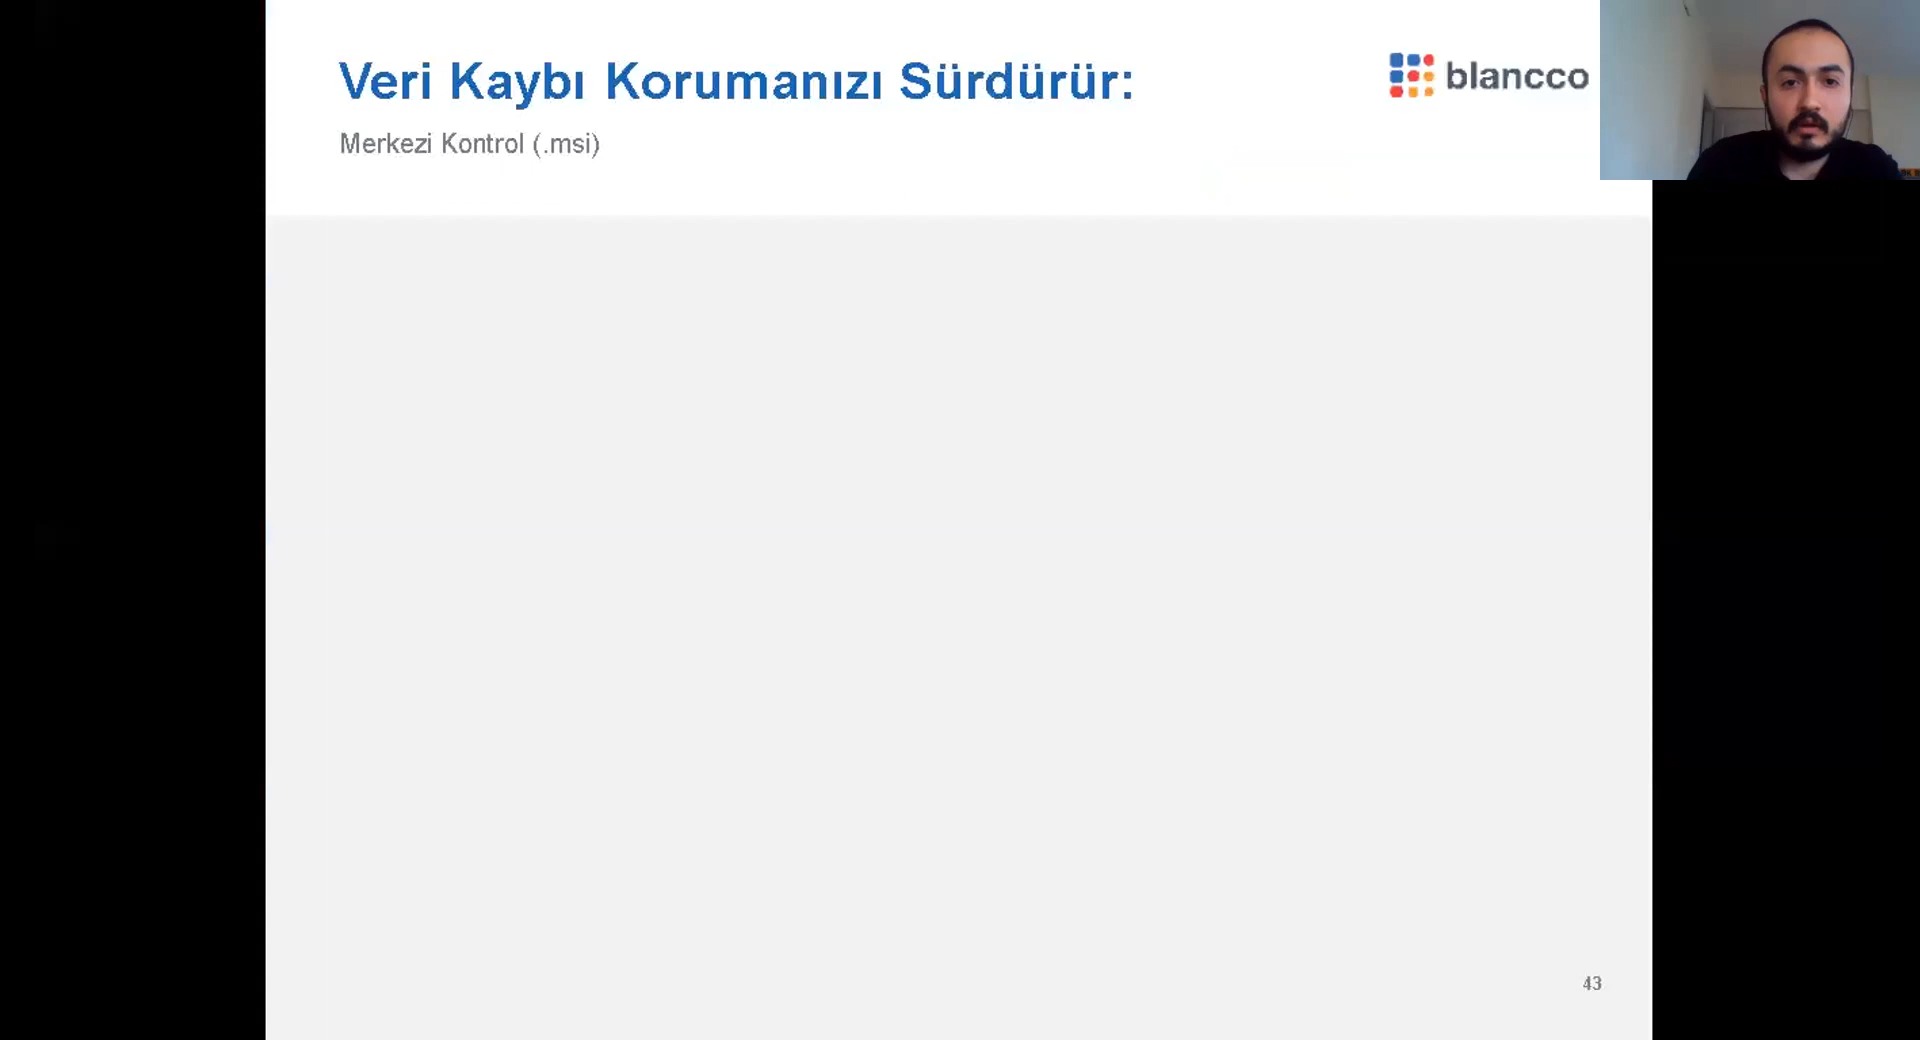 Veri Kaybı Korumanızı Sürdürür:
blancco
Merkezi Kontrol (.msi)
43